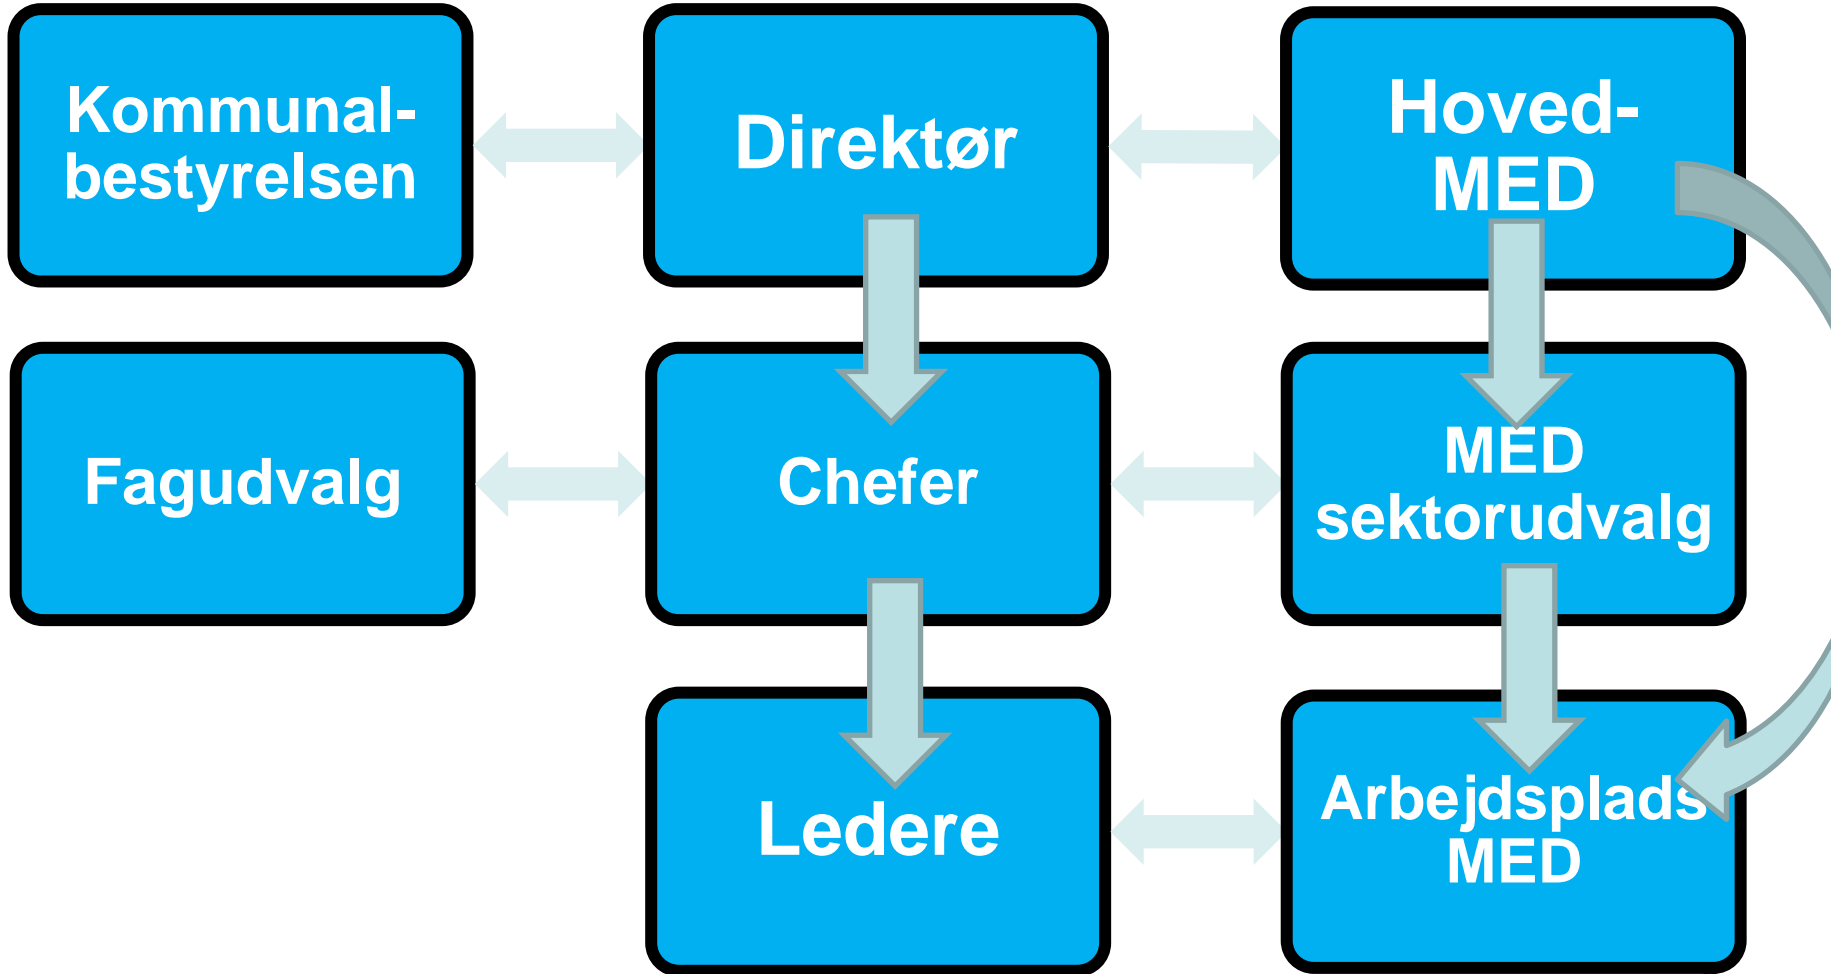 Kommunal-
bestyrelsen
Direktør
Hoved-
MED
Fagudvalg
Chefer
MED
sektorudvalg
Ledere
Arbejdsplads
MED